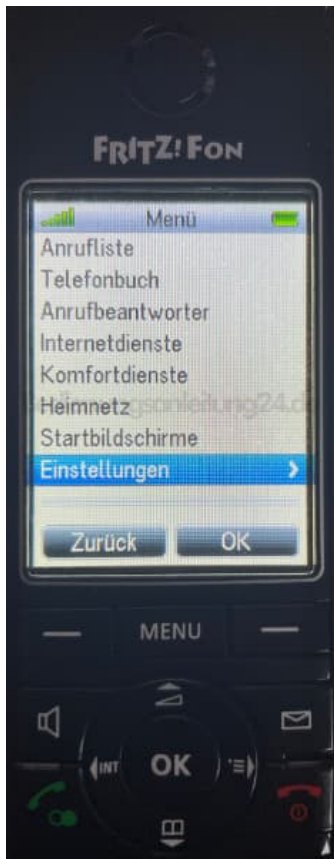 FRITZ! FON
Menü
Anrufliste
Telefonbuch
Anrufbeantworter
Internetdienste
Komfortdienste
Heimnetz
Startbildschirme
Einstellungen
Zurück OK
MENU
INT OK